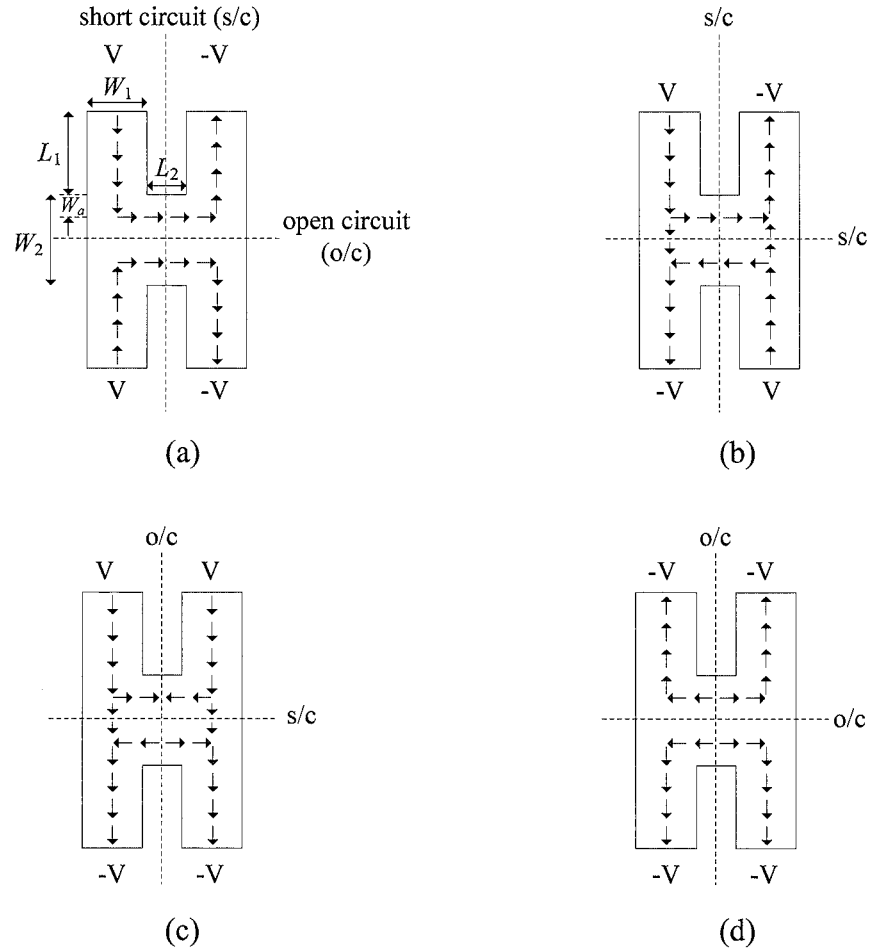 short circuit (s/c)
V -V
W1
L1
L2
Wa
W2
open circuit
(o/c)
V -V
(a)
s/c
V -V
s/c
-V V
(b)
o/c
V V
s/c
-V -V
(c)
o/c
-V -V
o/c
-V -V
(d)